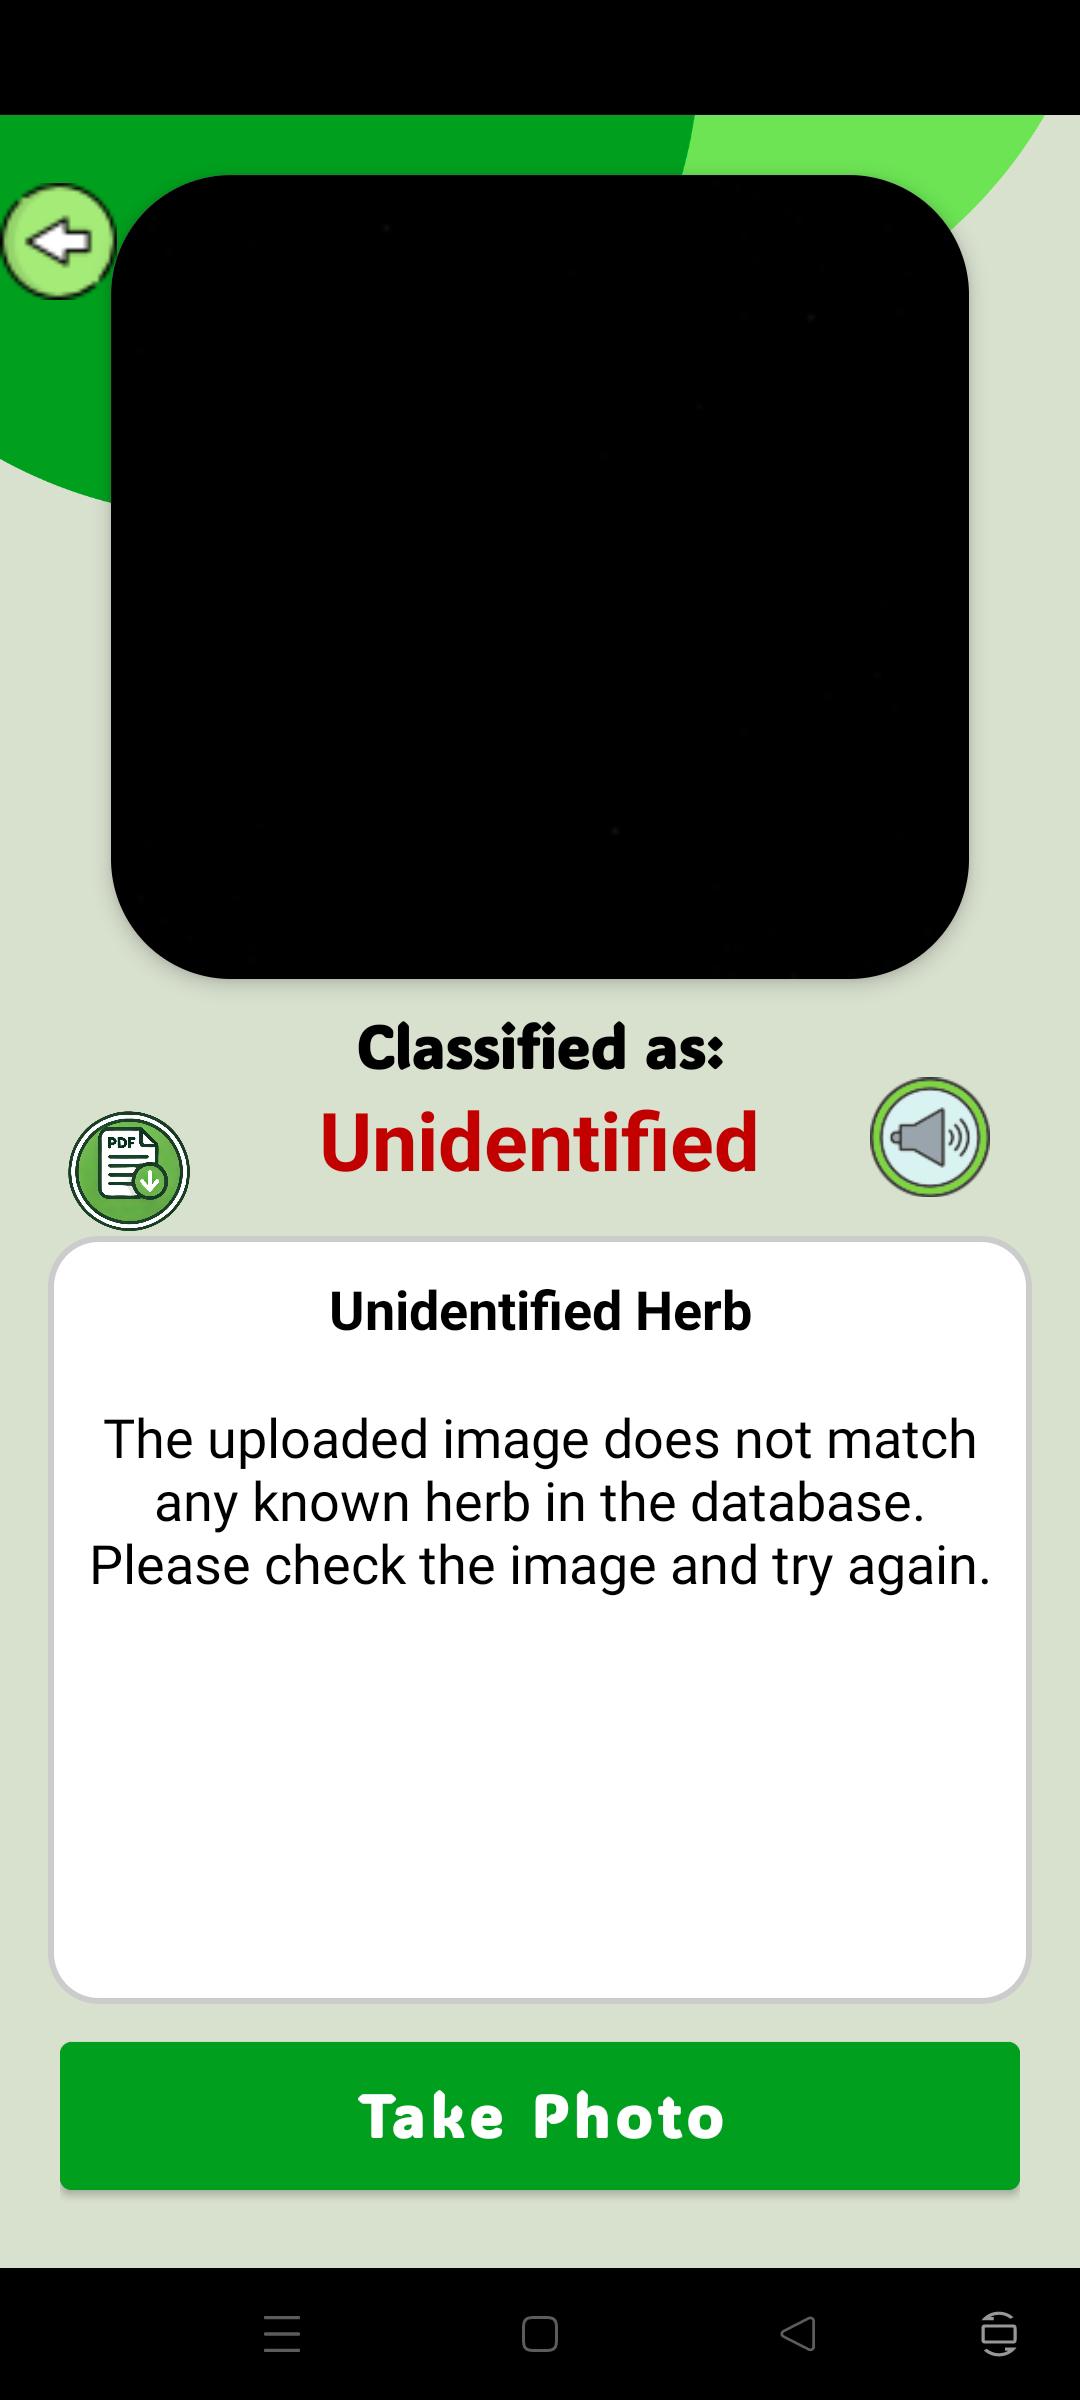 Classified as:
Unidentified
PDF
Unidentified Herb
The uploaded image does not match
any known herb in the database.
Please check the image and try again.
Take Photo